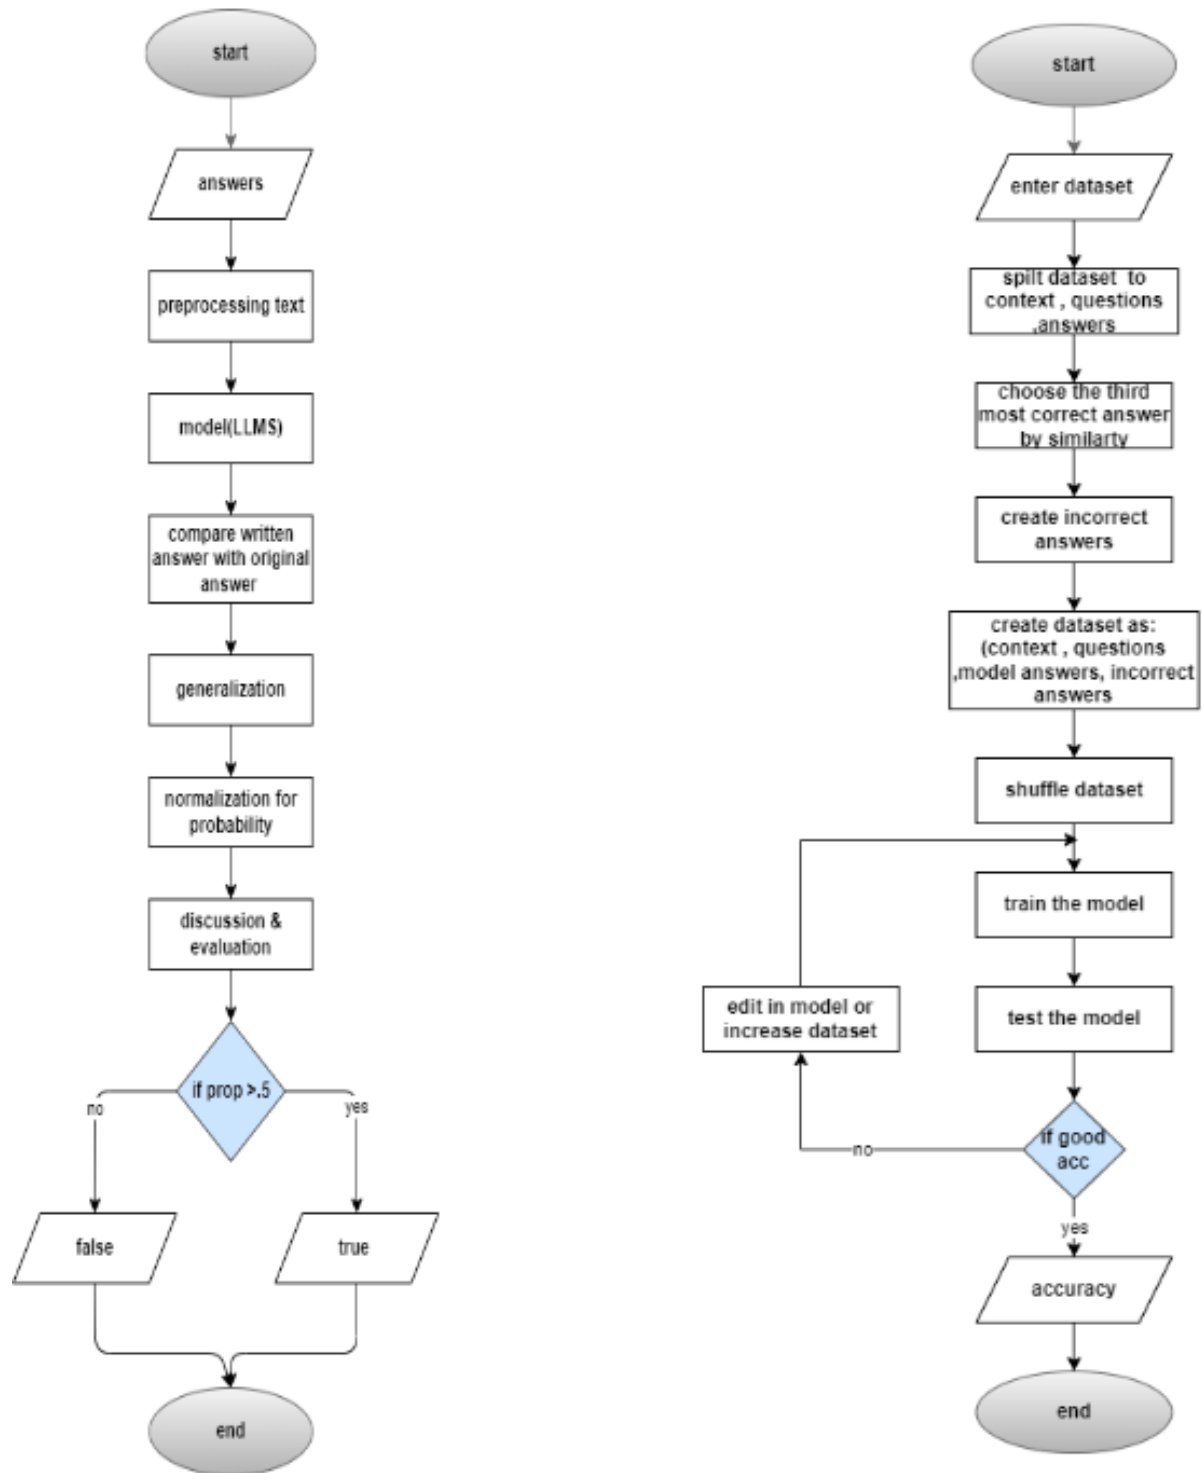 start
answers
preprocessing text
model(LLMS)
compare written
answer with original
answer
generalization
normalization for
probability
discussion &
evaluation
if prop >.5
no
yes
false
true
end
start
enter dataset
spilt dataset to
context , questions
,answers
choose the third
most correct answer
by similarty
create incorrect
answers
create dataset as:
(context , questions
,model answers, incorrect
answers
shuffle dataset
train the model
test the model
edit in model or
increase dataset
if good
acc
no
yes
accuracy
end